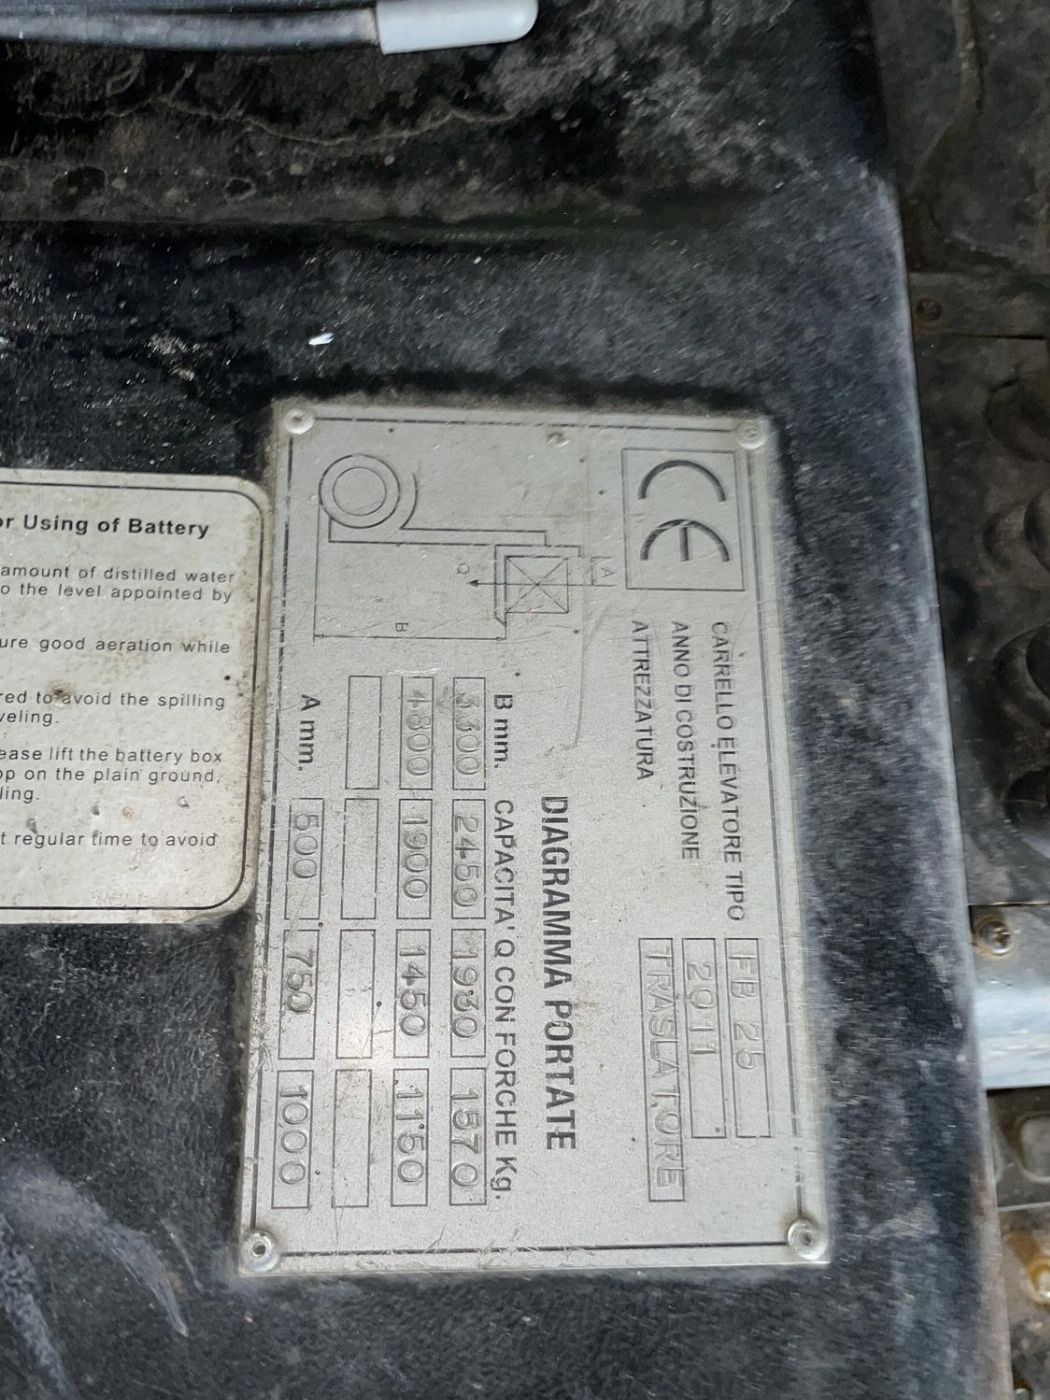 or Using of Battery
amount of distilled water
o the level appointed by
ure good aeration while
red to avoid the spilling
veling.
ease lift the battery box
op on the plain ground,
ling.
t regular time to avoid
CE
CARRELLO ELEVATORE TIPO FB 25
ANNO DI COSTRUZIONE 2011
ATTREZZATURA TRASLATORE
A
Q
B
DIAGRAMMA PORTATE
B mm. CAPACITA' Q CON FORCHE Kg.
3300 2450 1930 1570
4800 1900 1450 1150
A mm. 500 750 1000